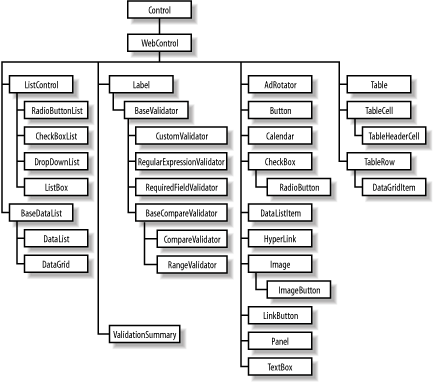 Control
WebControl
ListControl
RadioButtonList
CheckBoxList
DropDownList
ListBox
BaseDataList
DataList
DataGrid
Label
BaseValidator
CustomValidator
RegularExpressionValidator
RequiredFieldValidator
BaseCompareValidator
CompareValidator
RangeValidator
ValidationSummary
AdRotator
Button
Calendar
CheckBox
RadioButton
DataListItem
HyperLink
Image
ImageButton
LinkButton
Panel
TextBox
Table
TableCell
TableHeaderCell
TableRow
DataGridItem